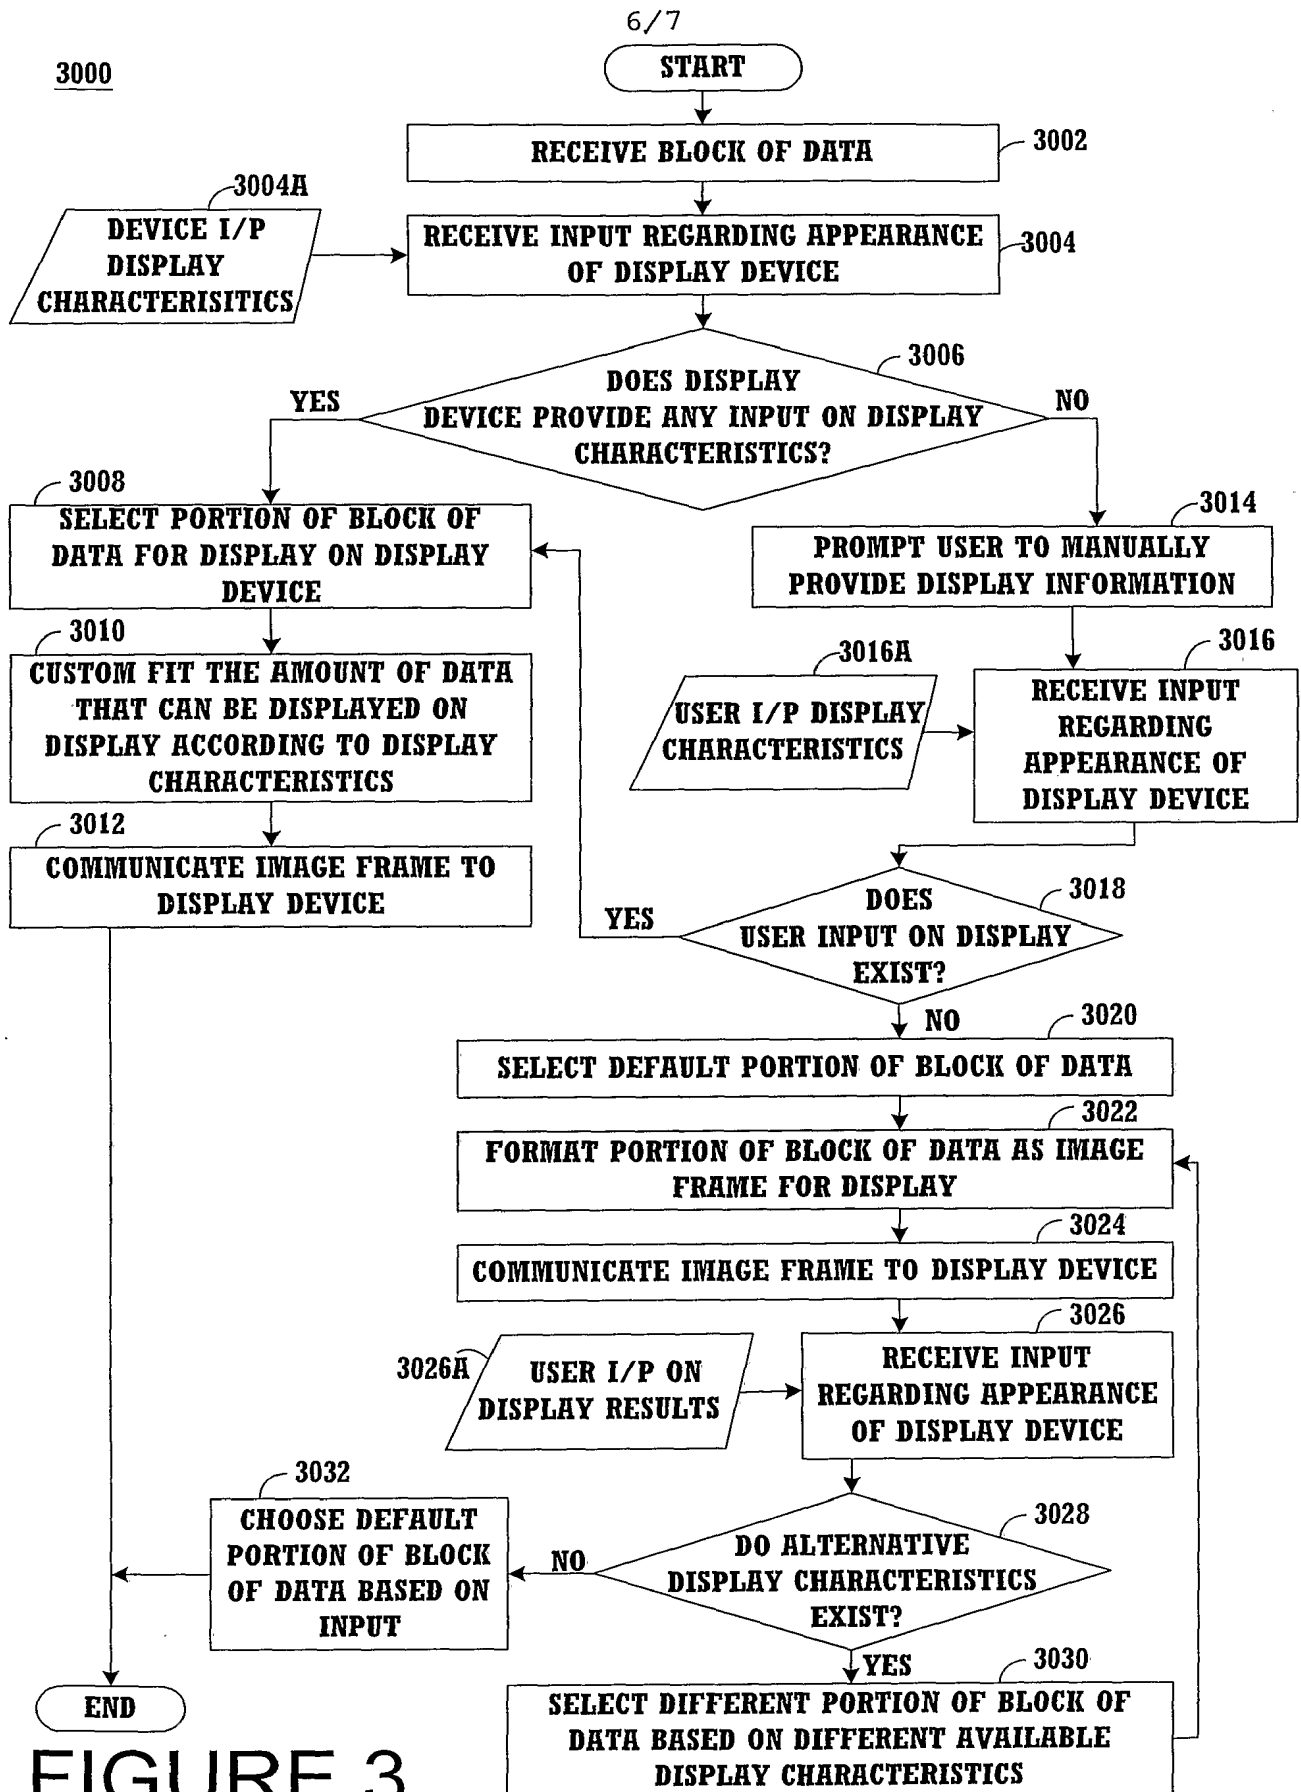 6/7
3000
START
RECEIVE BLOCK OF DATA
3002
3004A
DEVICE I/P
DISPLAY
CHARACTERISITICS
RECEIVE INPUT REGARDING APPEARANCE
OF DISPLAY DEVICE
3004
3006
DOES DISPLAY
DEVICE PROVIDE ANY INPUT ON DISPLAY
CHARACTERISTICS?
YES
NO
3008
SELECT PORTION OF BLOCK OF
DATA FOR DISPLAY ON DISPLAY
DEVICE
3014
PROMPT USER TO MANUALLY
PROVIDE DISPLAY INFORMATION
3010
CUSTOM FIT THE AMOUNT OF DATA
THAT CAN BE DISPLAYED ON
DISPLAY ACCORDING TO DISPLAY
CHARACTERISTICS
3016A
USER I/P DISPLAY
CHARACTERISTICS
3016
RECEIVE INPUT
REGARDING
APPEARANCE OF
DISPLAY DEVICE
3012
COMMUNICATE IMAGE FRAME TO
DISPLAY DEVICE
3018
DOES
USER INPUT ON DISPLAY
EXIST?
YES
NO
3020
SELECT DEFAULT PORTION OF BLOCK OF DATA
3022
FORMAT PORTION OF BLOCK OF DATA AS IMAGE
FRAME FOR DISPLAY
3024
COMMUNICATE IMAGE FRAME TO DISPLAY DEVICE
3026A
USER I/P ON
DISPLAY RESULTS
3026
RECEIVE INPUT
REGARDING APPEARANCE
OF DISPLAY DEVICE
3032
CHOOSE DEFAULT
PORTION OF BLOCK
OF DATA BASED ON
INPUT
NO
3028
DO ALTERNATIVE
DISPLAY CHARACTERISTICS
EXIST?
YES
3030
SELECT DIFFERENT PORTION OF BLOCK OF
DATA BASED ON DIFFERENT AVAILABLE
DISPLAY CHARACTERISTICS
END
FIGURE 3